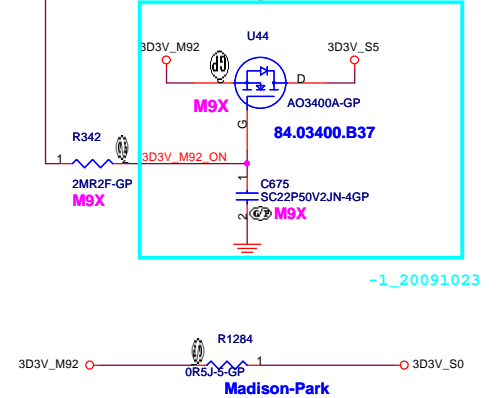 U44
3D3V_M92
3D3V_S5
D
M9X
AO3400A-GP
G
84.03400.B37
R342
1
3D3V_M92_ON
2MR2F-GP
M9X
1
C675
SC22P50V2JN-4GP
2
M9X
-1_20091023
R1284
3D3V_M92
1
3D3V_S0
0R5J-5-GP
Madison-Park